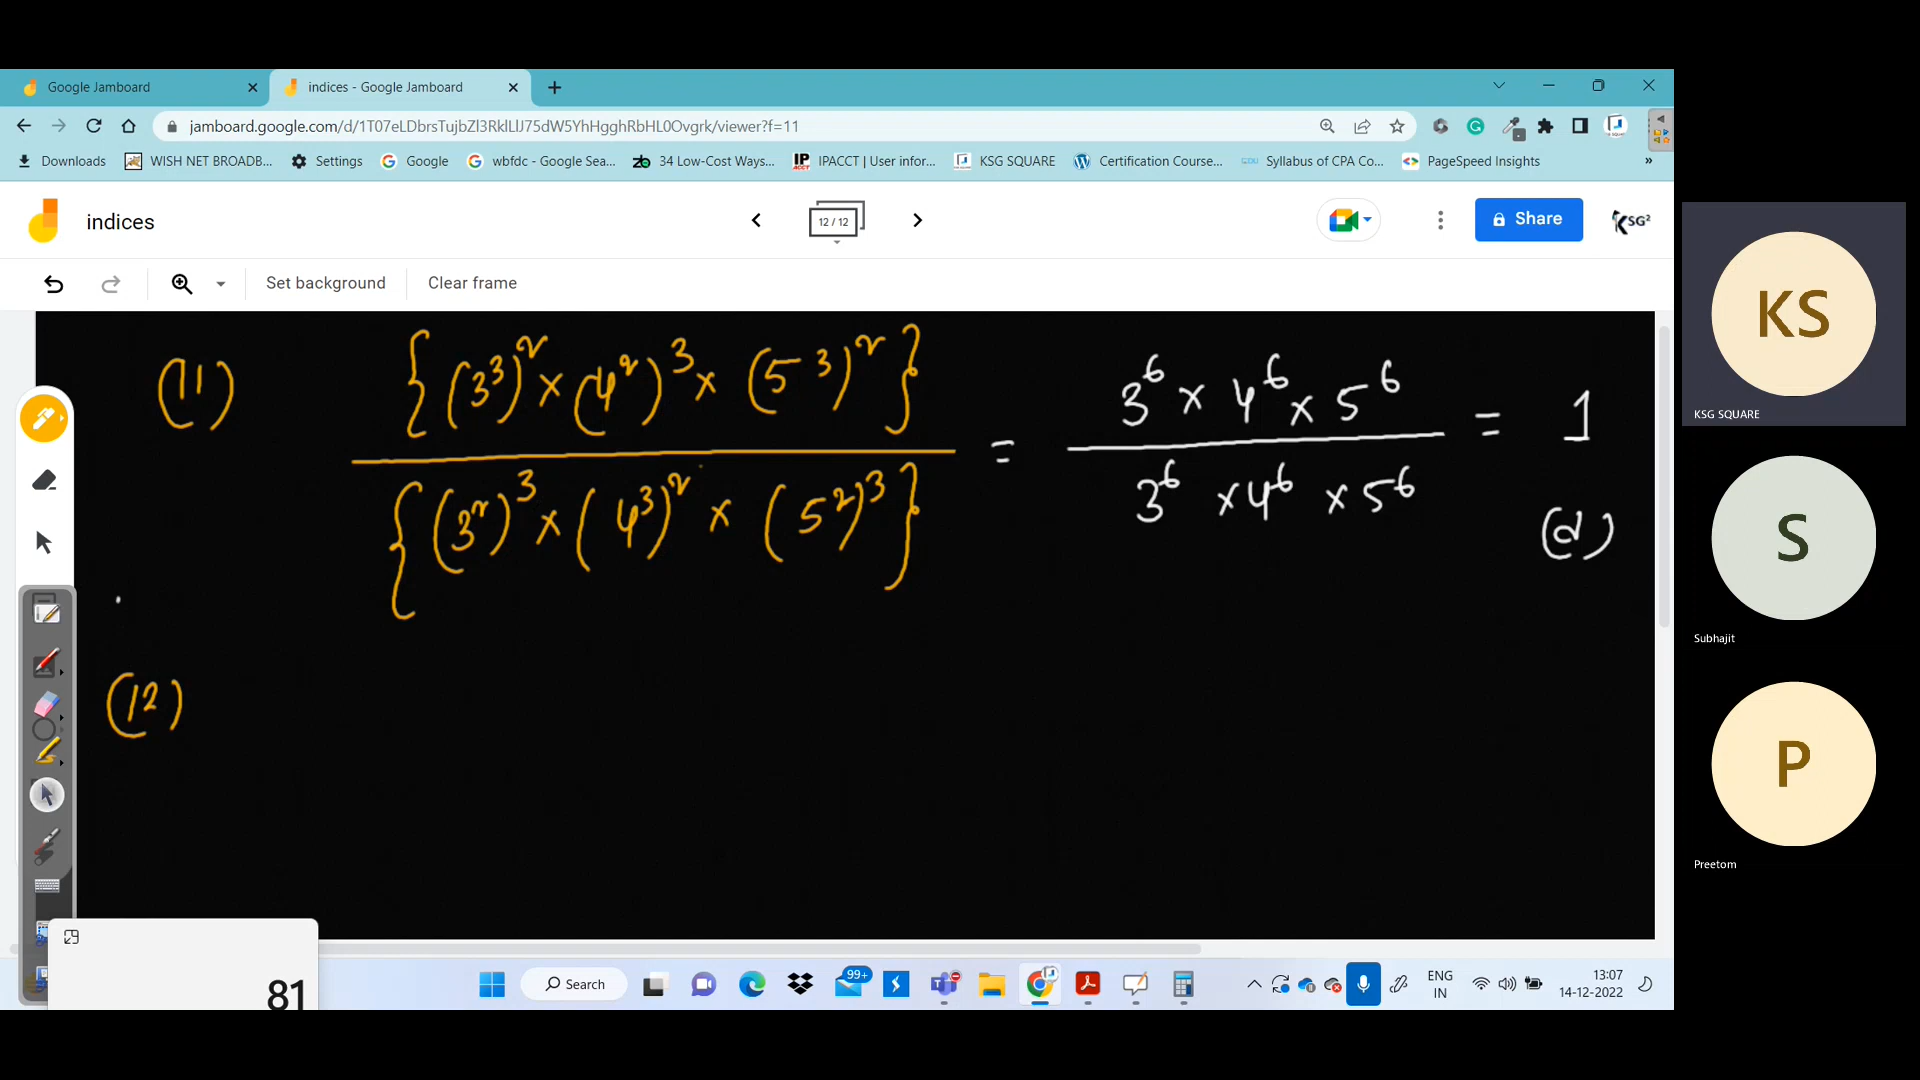 Google Jamboard
indices - Google Jamboard
jamboard.google.com/d/1T07eLDbrsTujbZl3RklLlJ75dW5YhHgghRbHL0Ovgrk/viewer?f=11
Downloads WISH NET BROADB... Settings Google wbfdc - Google Sea... 34 Low-Cost Ways... IPACCT | User infor... KSG SQUARE Certification Course... Syllabus of CPA Co... PageSpeed Insights »
indices 12 / 12 Share KSG²
Set background Clear frame
(11) {(3³)² × (4²)³ × (5³)²} / {(3²)³ × (4³)² × (5²)³} = 3⁶ × 4⁶ × 5⁶ / 3⁶ × 4⁶ × 5⁶ = 1
(d)
(12)
81
Search 99+ ENG IN 13:07 14-12-2022
KS
KSG SQUARE
S
Subhajit
P
Preetom